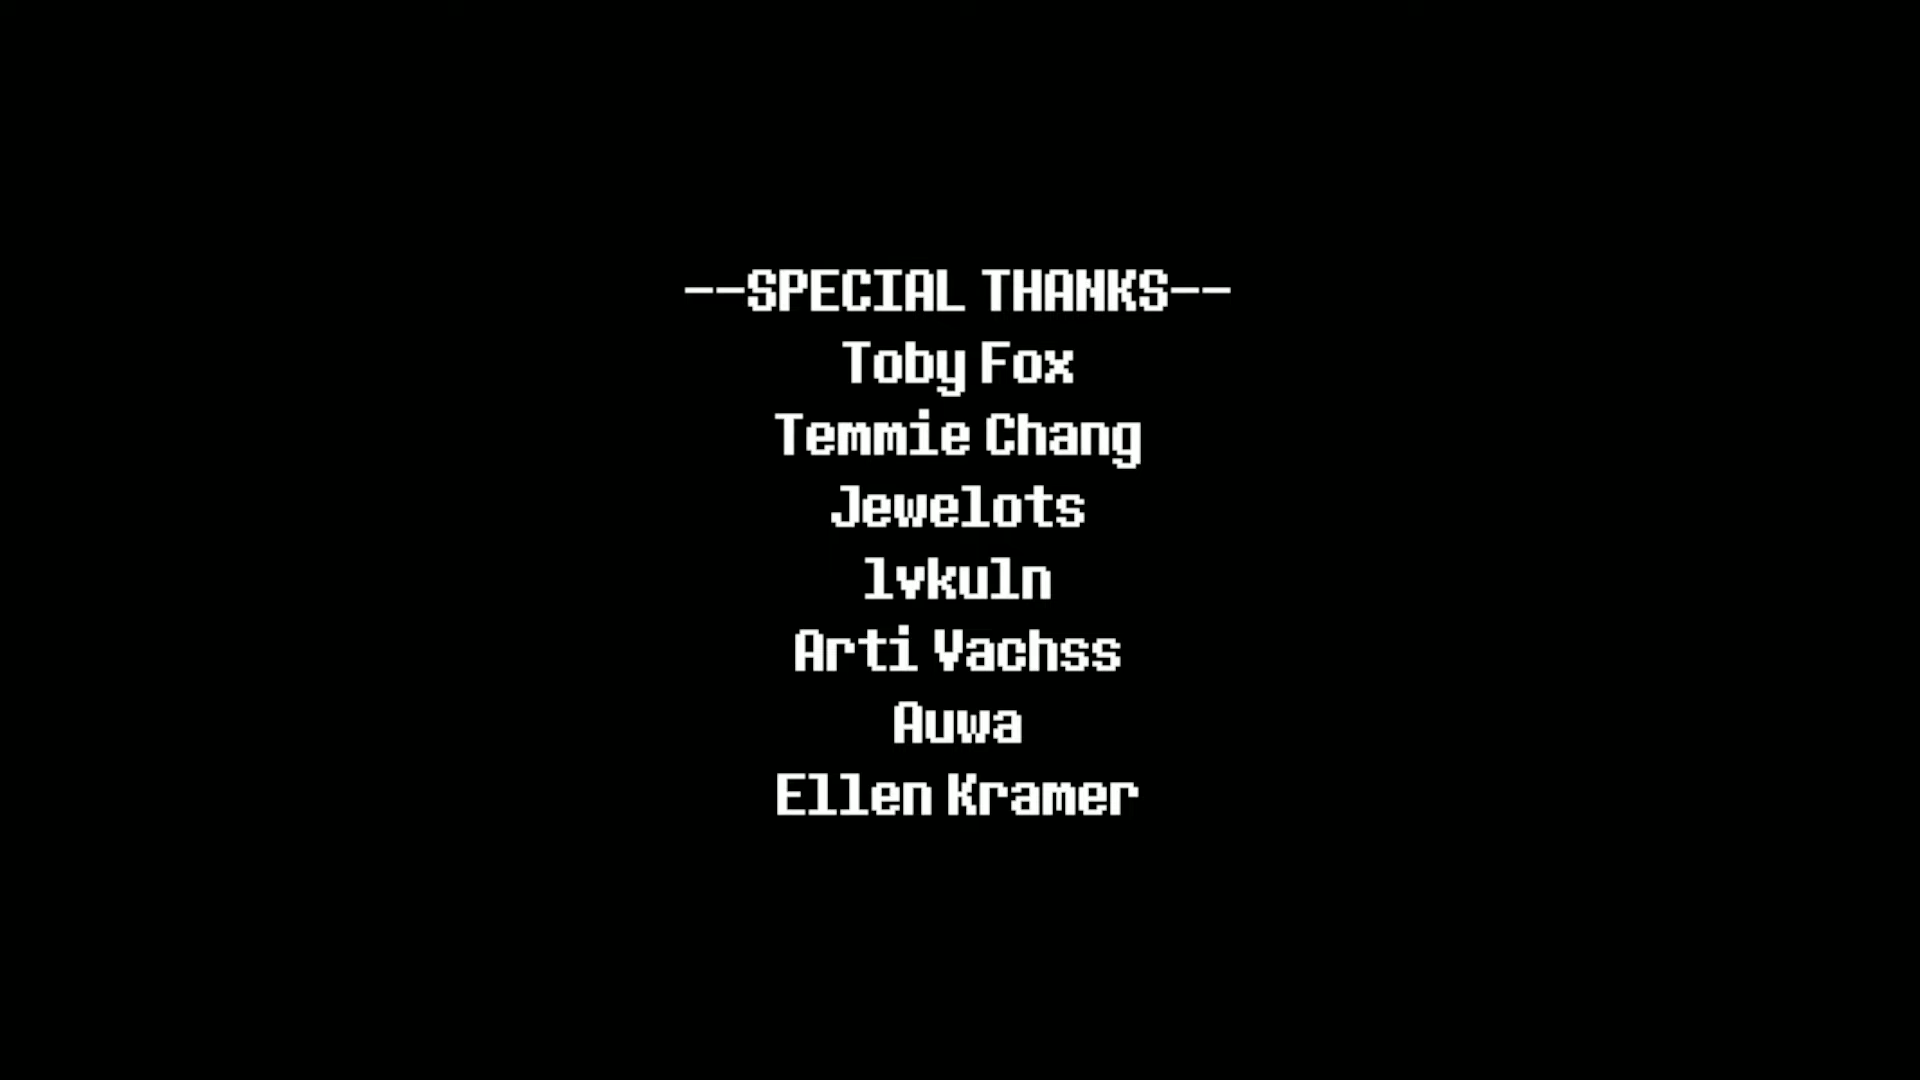 --SPECIAL THANKS--
Toby Fox
Temmie Chang
Jewelots
lvkuln
Arti Vachss
Auwa
Ellen Kramer